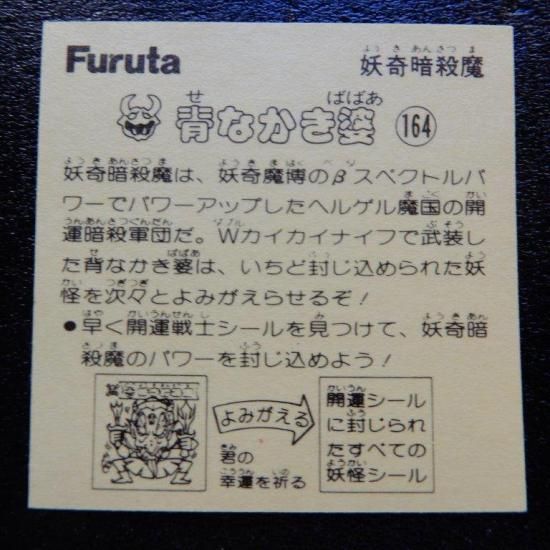 Furuta
妖奇暗殺魔
青なかき婆 164
妖奇暗殺魔は、妖奇魔博のβスペクトルパ
ワーでパワーアップしたヘルゲル魔国の開
運暗殺軍団だ。Wカイカイナイフで武装し
た背なかき婆は、いちど封じ込められた妖
怪を次々とよみがえらせるぞ!
●早く開運戦士シールを見つけて、妖奇暗
殺魔のパワーを封じ込めよう!
よみがえる
君の
幸運を祈る
開運シール
に封じられ
たすべての
妖怪シール